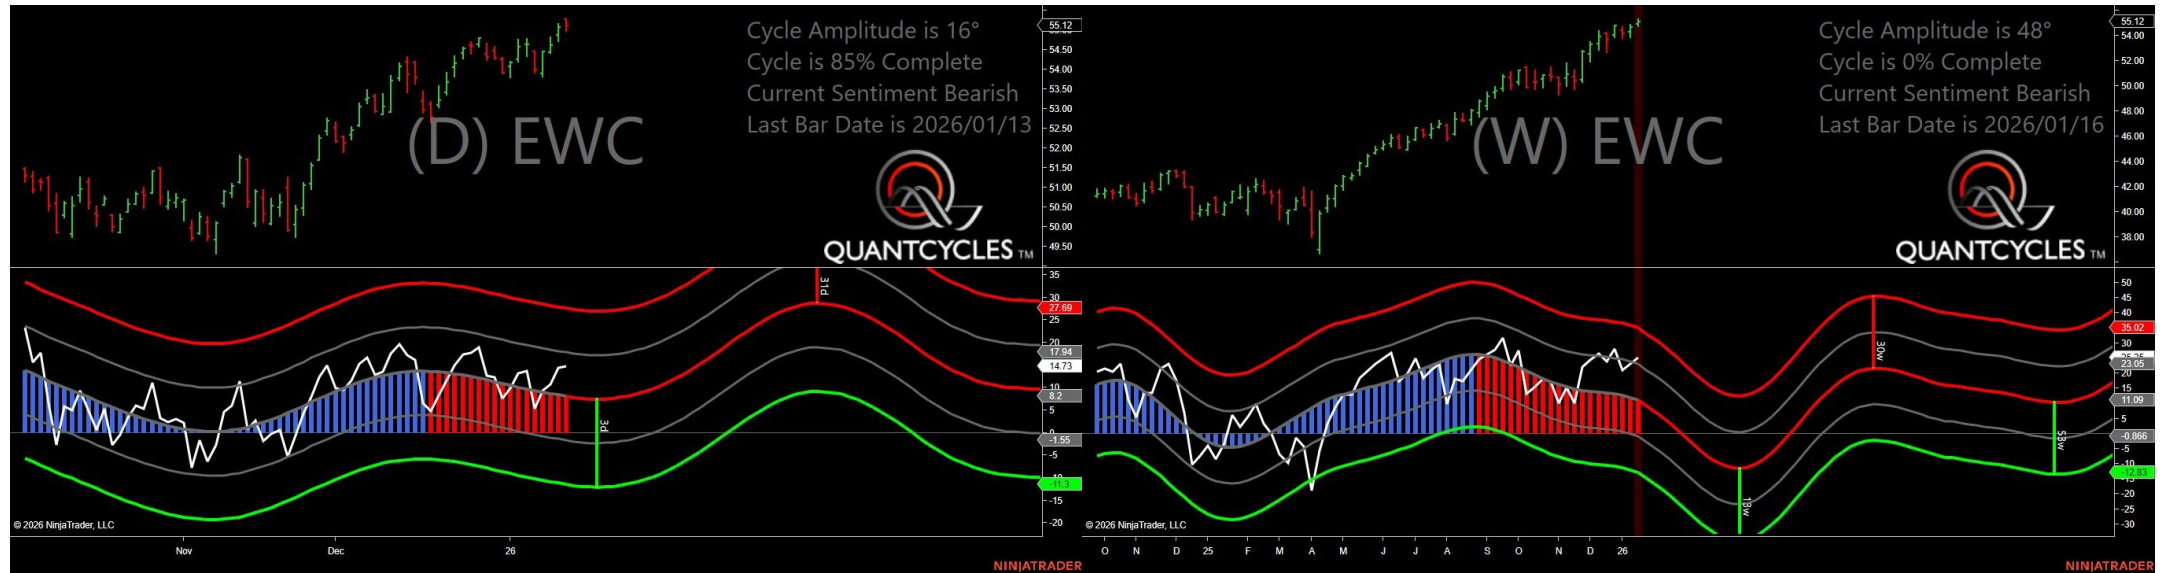 Cycle Amplitude is 16°
Cycle is 85% Complete
Current Sentiment Bearish
Last Bar Date is 2026/01/13
(D) EWC
QUANTCYCLES TM
55.12
54.50
54.00
53.50
53.00
52.50
52.00
51.50
51.00
50.50
50.00
49.50
35
30
27.69
25
20
17.94
14.73
10
8.2
5
0
-1.55
-5
-11.3
-15
-20
31d
3d
© 2026 NinjaTrader, LLC
Nov Dec 26
NINJATRADER
Cycle Amplitude is 48°
Cycle is 0% Complete
Current Sentiment Bearish
Last Bar Date is 2026/01/16
(W) EWC
QUANTCYCLES TM
55.12
54.00
52.00
50.00
48.00
46.00
44.00
42.00
40.00
38.00
50
45
40
35.02
23.05
20
15
11.09
5
-0.866
-5
-12.83
-20
-25
-30
30w
53w
13w
© 2026 NinjaTrader, LLC
O N D 25 F M A M J J A S O N D 26
NINJATRADER